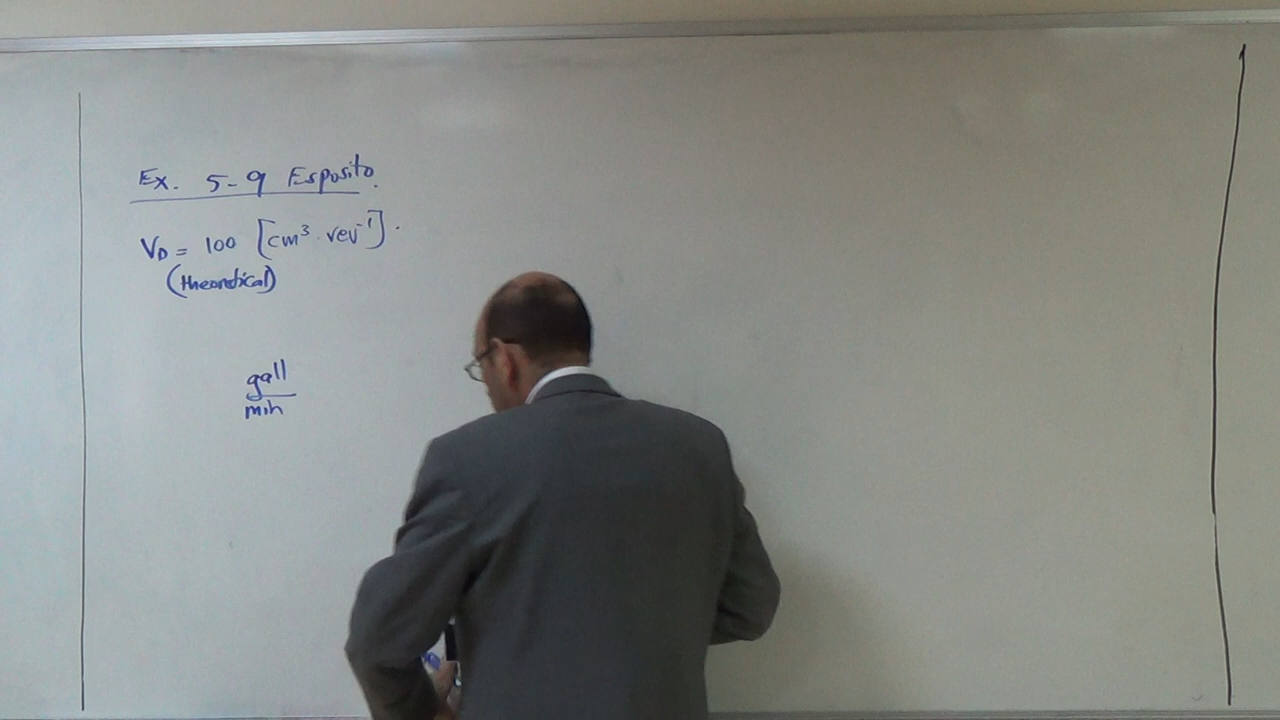 Ex. 5-9 Esposito.
V_D = 100 [cm³·rev⁻¹].
(theoretical)
gall
min